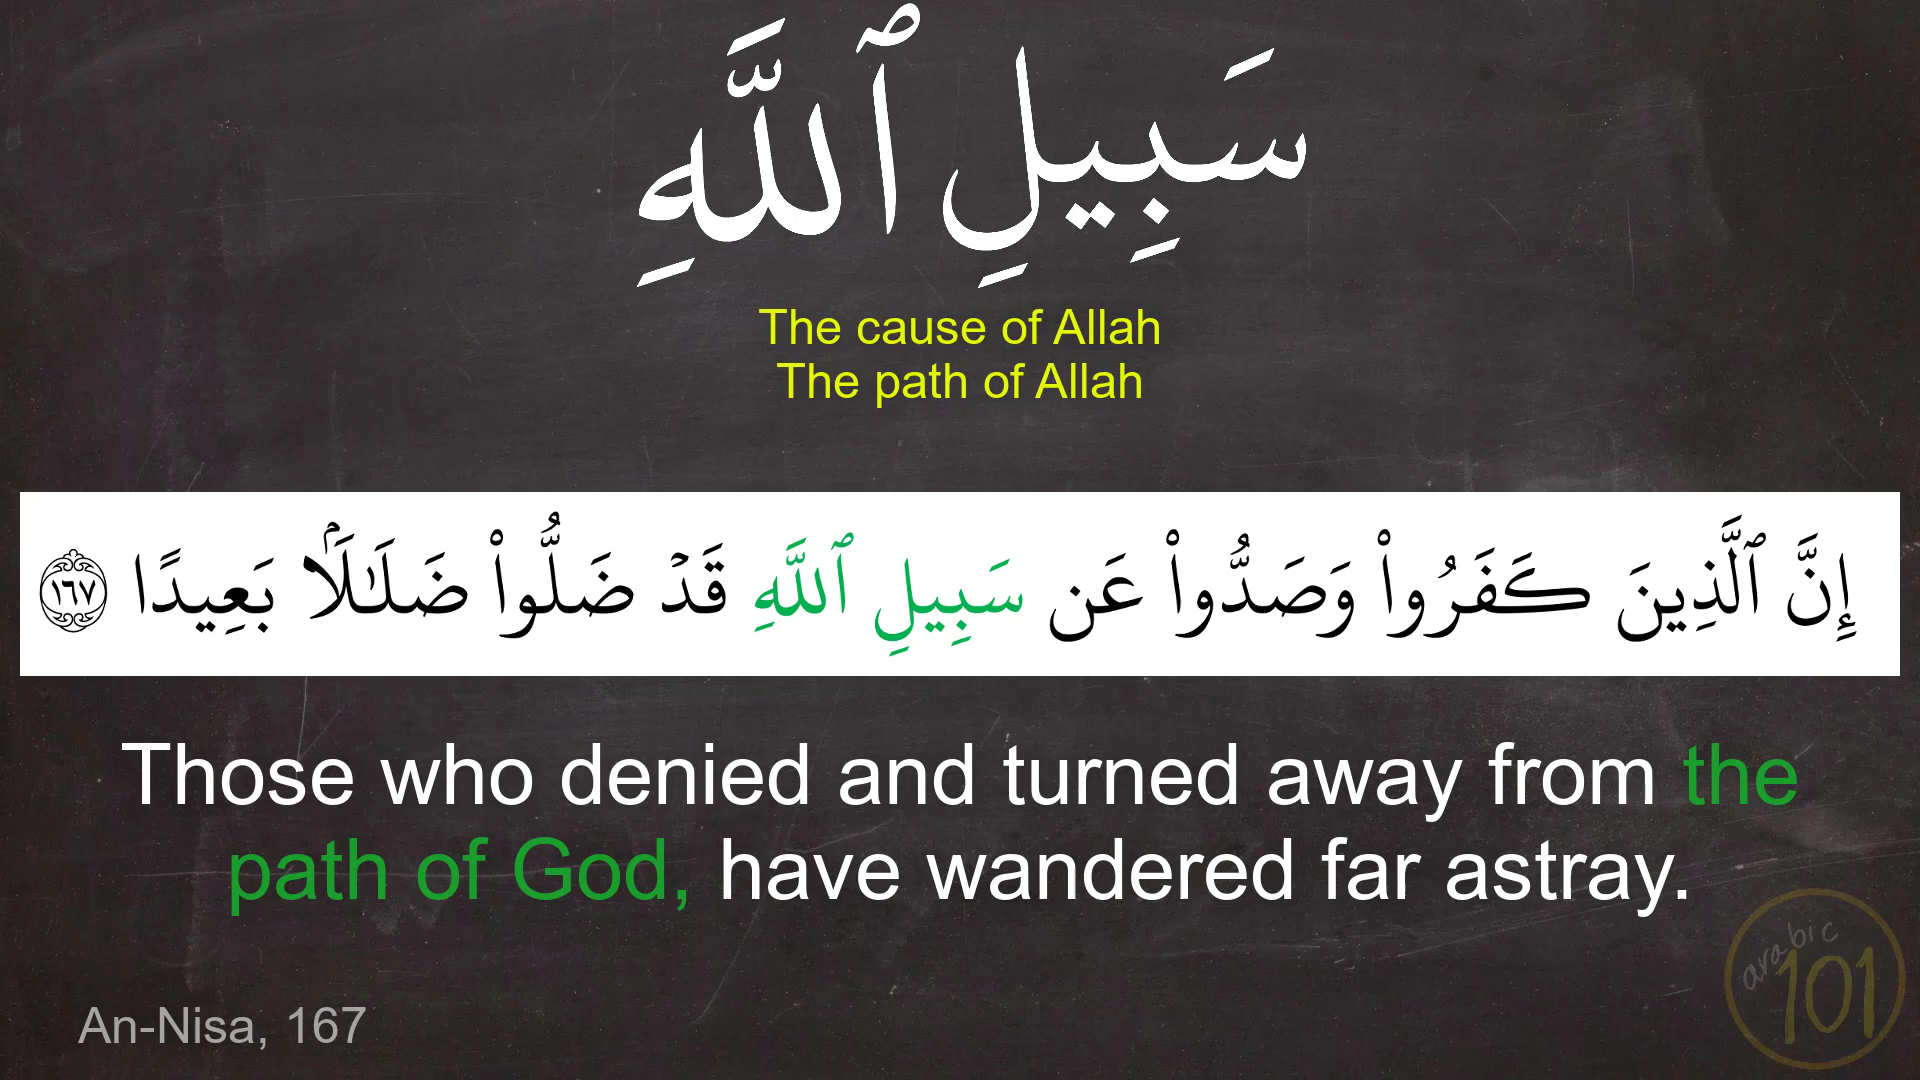 سَبِيلِ ٱللَّهِ
The cause of Allah
The path of Allah
إِنَّ ٱلَّذِينَ كَفَرُوا۟ وَصَدُّوا۟ عَن سَبِيلِ ٱللَّهِ قَدۡ ضَلُّوا۟ ضَلَـٰلَۢا بَعِيدًا ١٦٧
Those who denied and turned away from the
path of God, have wandered far astray.
An-Nisa, 167
arabic
101